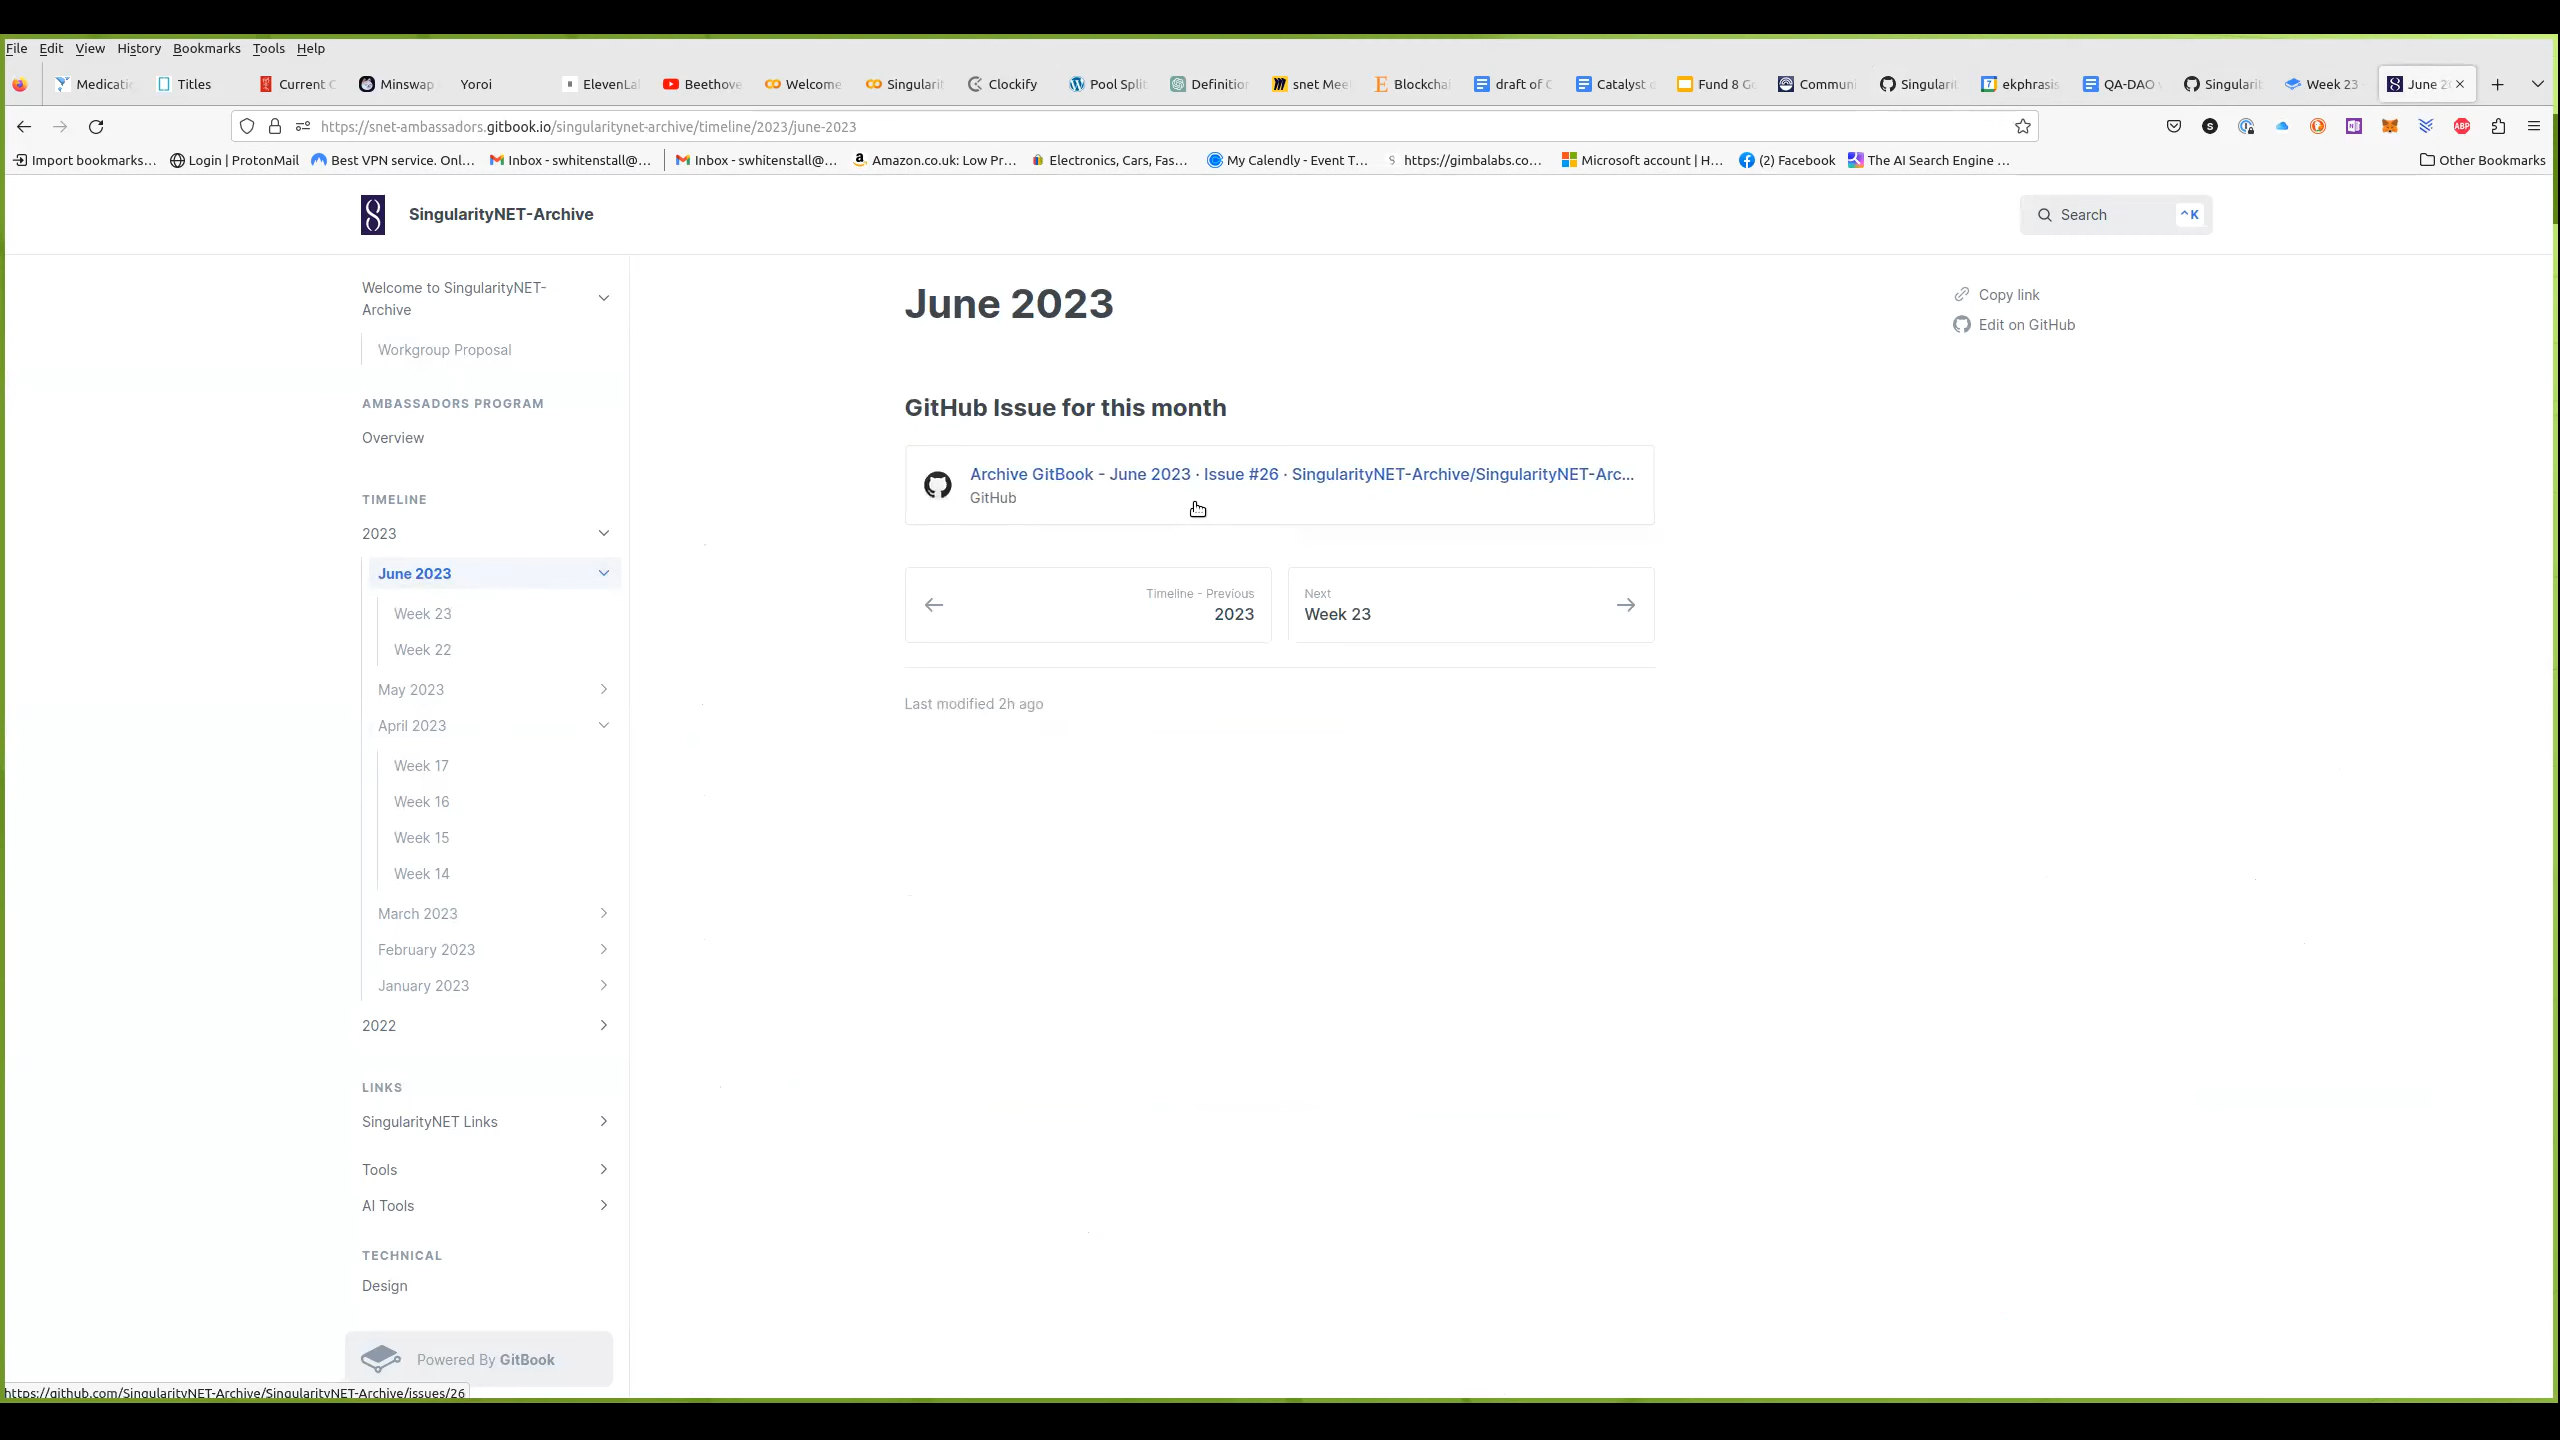 File Edit View History Bookmarks Tools Help
Medicati Titles Current C Minswap Yoroi ElevenLa Beethove Welcome Singularit Clockify Pool Split Definition snet Mee Blockchai draft of C Catalyst Fund 8 Go Communi Singularit ekphrasis QA-DAO Singularit Week 23 June 2
https://snet-ambassadors.gitbook.io/singularitynet-archive/timeline/2023/june-2023
Import bookmarks... Login | ProtonMail Best VPN service. Onl... Inbox - swhitenstall@... Inbox - swhitenstall@... Amazon.co.uk: Low Pr... Electronics, Cars, Fas... My Calendly - Event T... https://gimbalabs.co... Microsoft account | H... (2) Facebook The AI Search Engine ... Other Bookmarks
SingularityNET-Archive
Search ^K
Welcome to SingularityNET-
Archive
Workgroup Proposal
AMBASSADORS PROGRAM
Overview
TIMELINE
2023
June 2023
Week 23
Week 22
May 2023
April 2023
Week 17
Week 16
Week 15
Week 14
March 2023
February 2023
January 2023
2022
LINKS
SingularityNET Links
Tools
AI Tools
TECHNICAL
Design
Powered By GitBook
June 2023
GitHub Issue for this month
Archive GitBook - June 2023 · Issue #26 · SingularityNET-Archive/SingularityNET-Arc...
GitHub
Timeline - Previous
2023
Next
Week 23
Last modified 2h ago
Copy link
Edit on GitHub
https://github.com/SingularityNET-Archive/SingularityNET-Archive/issues/26